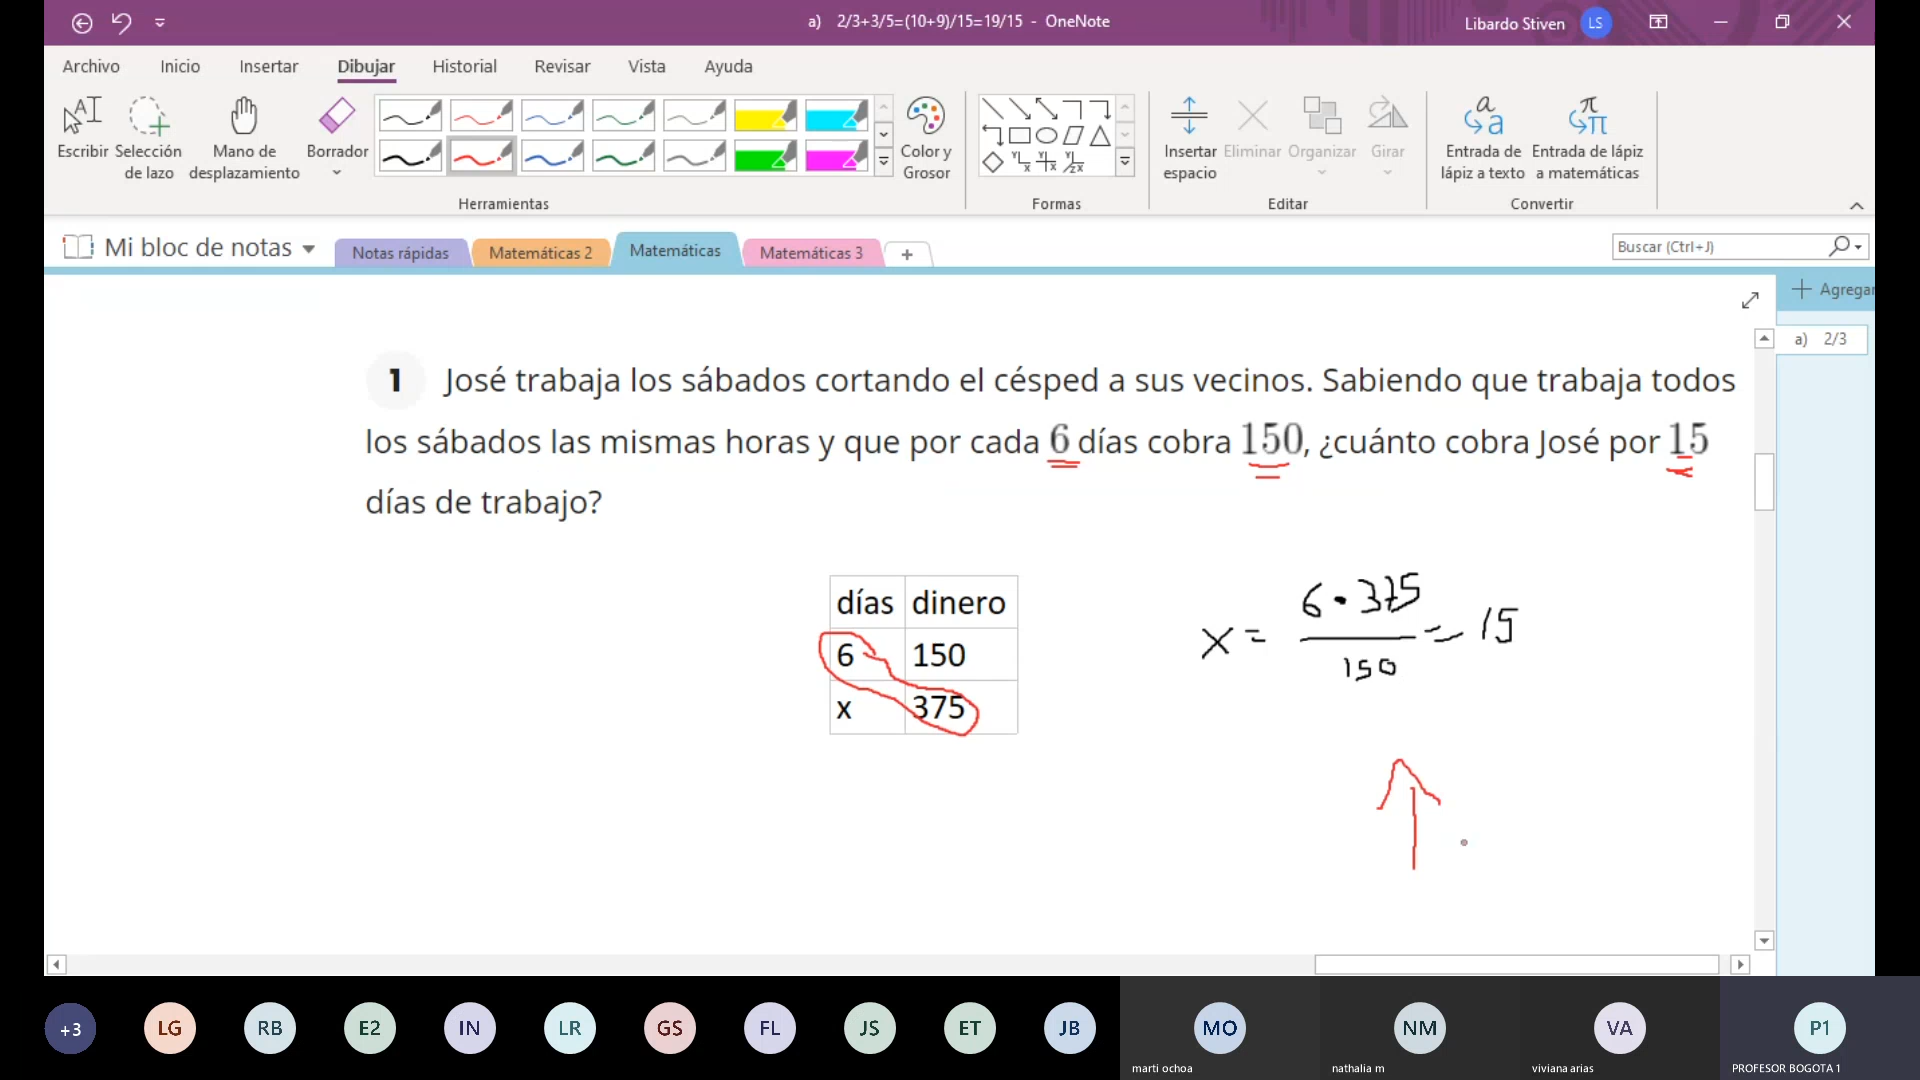 a) 2/3+3/5=(10+9)/15=19/15 - OneNote
Libardo Stiven LS
Archivo Inicio Insertar Dibujar Historial Revisar Vista Ayuda
Escribir
Selección
de lazo
Mano de
desplazamiento
Borrador
Color y
Grosor
Insertar
espacio
Eliminar
Organizar
Girar
Entrada de
lápiz a texto
Entrada de lápiz
a matemáticas
Herramientas
Formas
Editar
Convertir
Mi bloc de notas
Notas rápidas
Matemáticas 2
Matemáticas
Matemáticas 3
Buscar (Ctrl+J)
Agregar
a) 2/3
1 José trabaja los sábados cortando el césped a sus vecinos. Sabiendo que trabaja todos
los sábados las mismas horas y que por cada 6 días cobra 150, ¿cuánto cobra José por 15
días de trabajo?
días dinero
6 150
x 375
x = 6 · 375 = 15
150
+3 LG RB E2 IN LR GS FL JS ET JB MO NM VA P1
marti ochoa
nathalia m
viviana arias
PROFESOR BOGOTA 1